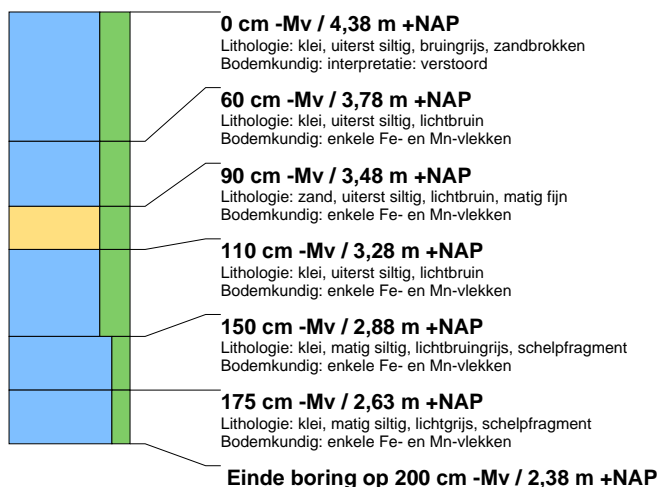 0 cm -Mv / 4,38 m +NAP
Lithologie: klei, uiterst siltig, bruingrijs, zandbrokken
Bodemkundig: interpretatie: verstoord
60 cm -Mv / 3,78 m +NAP
Lithologie: klei, uiterst siltig, lichtbruin
Bodemkundig: enkele Fe- en Mn-vlekken
90 cm -Mv / 3,48 m +NAP
Lithologie: zand, uiterst siltig, lichtbruin, matig fijn
Bodemkundig: enkele Fe- en Mn-vlekken
110 cm -Mv / 3,28 m +NAP
Lithologie: klei, uiterst siltig, lichtbruin
Bodemkundig: enkele Fe- en Mn-vlekken
150 cm -Mv / 2,88 m +NAP
Lithologie: klei, matig siltig, lichtbruingrijs, schelpfragment
Bodemkundig: enkele Fe- en Mn-vlekken
175 cm -Mv / 2,63 m +NAP
Lithologie: klei, matig siltig, lichtgrijs, schelpfragment
Bodemkundig: enkele Fe- en Mn-vlekken
Einde boring op 200 cm -Mv / 2,38 m +NAP